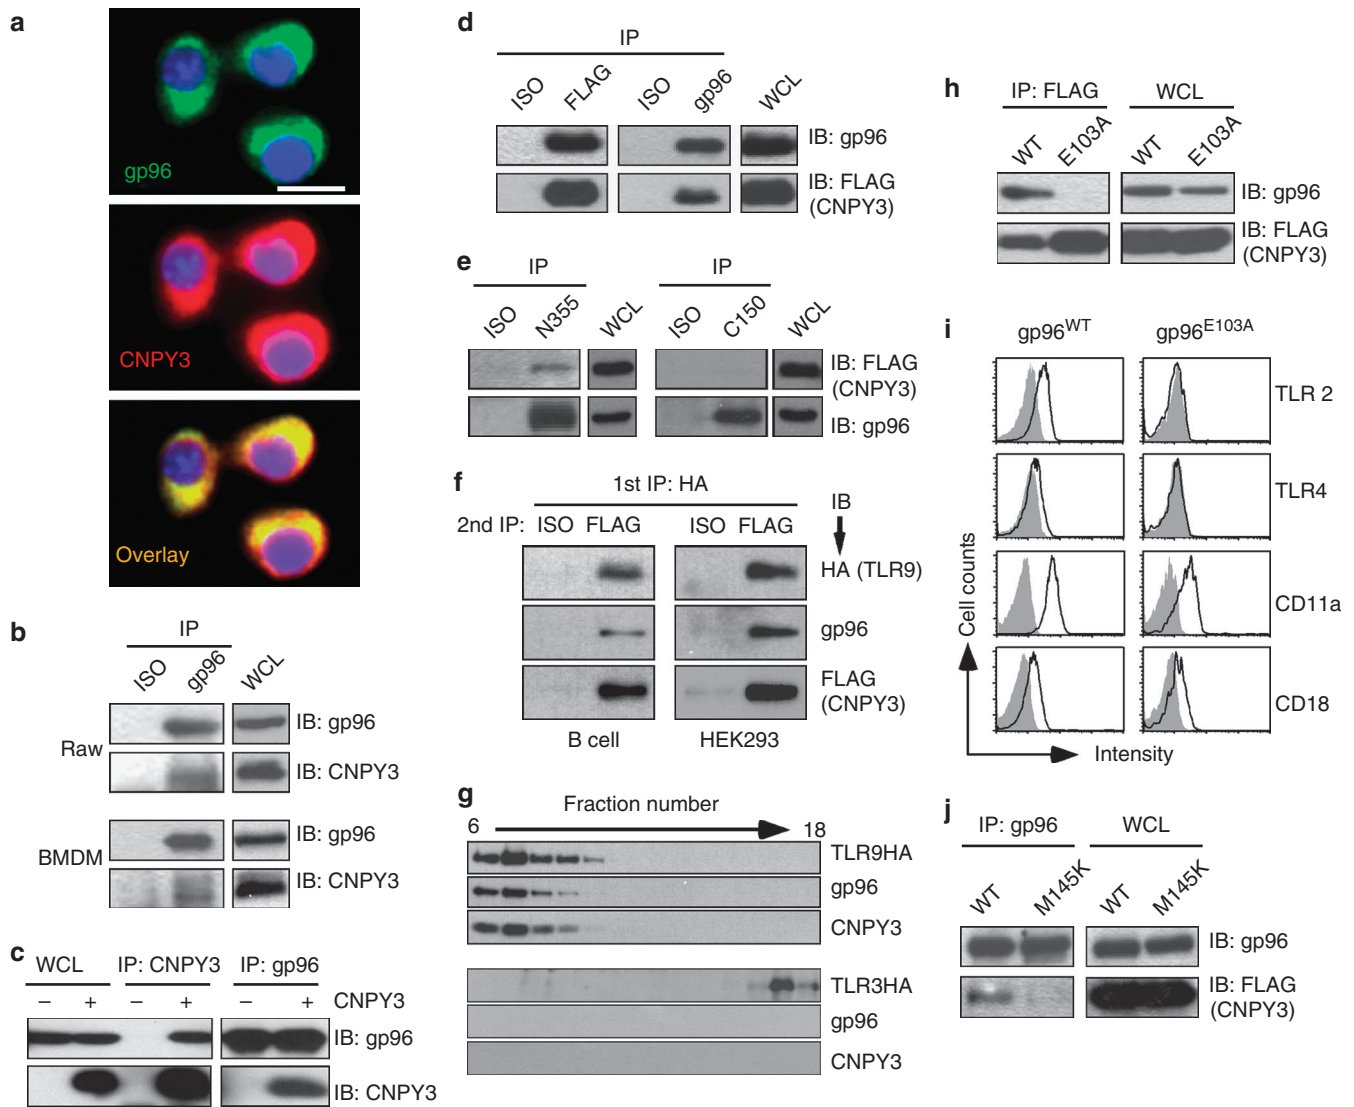 a
gp96
CNPY3
Overlay
b
IP
ISO gp96 WCL
Raw
IB: gp96
IB: CNPY3
BMDM
IB: gp96
IB: CNPY3
c
WCL IP: CNPY3 IP: gp96
– + – + – + CNPY3
IB: gp96
IB: CNPY3
d
IP
ISO FLAG ISO gp96 WCL
IB: gp96
IB: FLAG
(CNPY3)
e
IP IP
ISO N355 WCL ISO C150 WCL
IB: FLAG
(CNPY3)
IB: gp96
f
1st IP: HA
IB
2nd IP: ISO FLAG ISO FLAG
HA (TLR9)
gp96
FLAG
(CNPY3)
B cell HEK293
g
Fraction number
6 18
TLR9HA
gp96
CNPY3
TLR3HA
gp96
CNPY3
h
IP: FLAG WCL
WT E103A WT E103A
IB: gp96
IB: FLAG
(CNPY3)
i
gp96WT gp96E103A
TLR 2
TLR4
CD11a
CD18
Cell counts
Intensity
j
IP: gp96 WCL
WT M145K WT M145K
IB: gp96
IB: FLAG
(CNPY3)